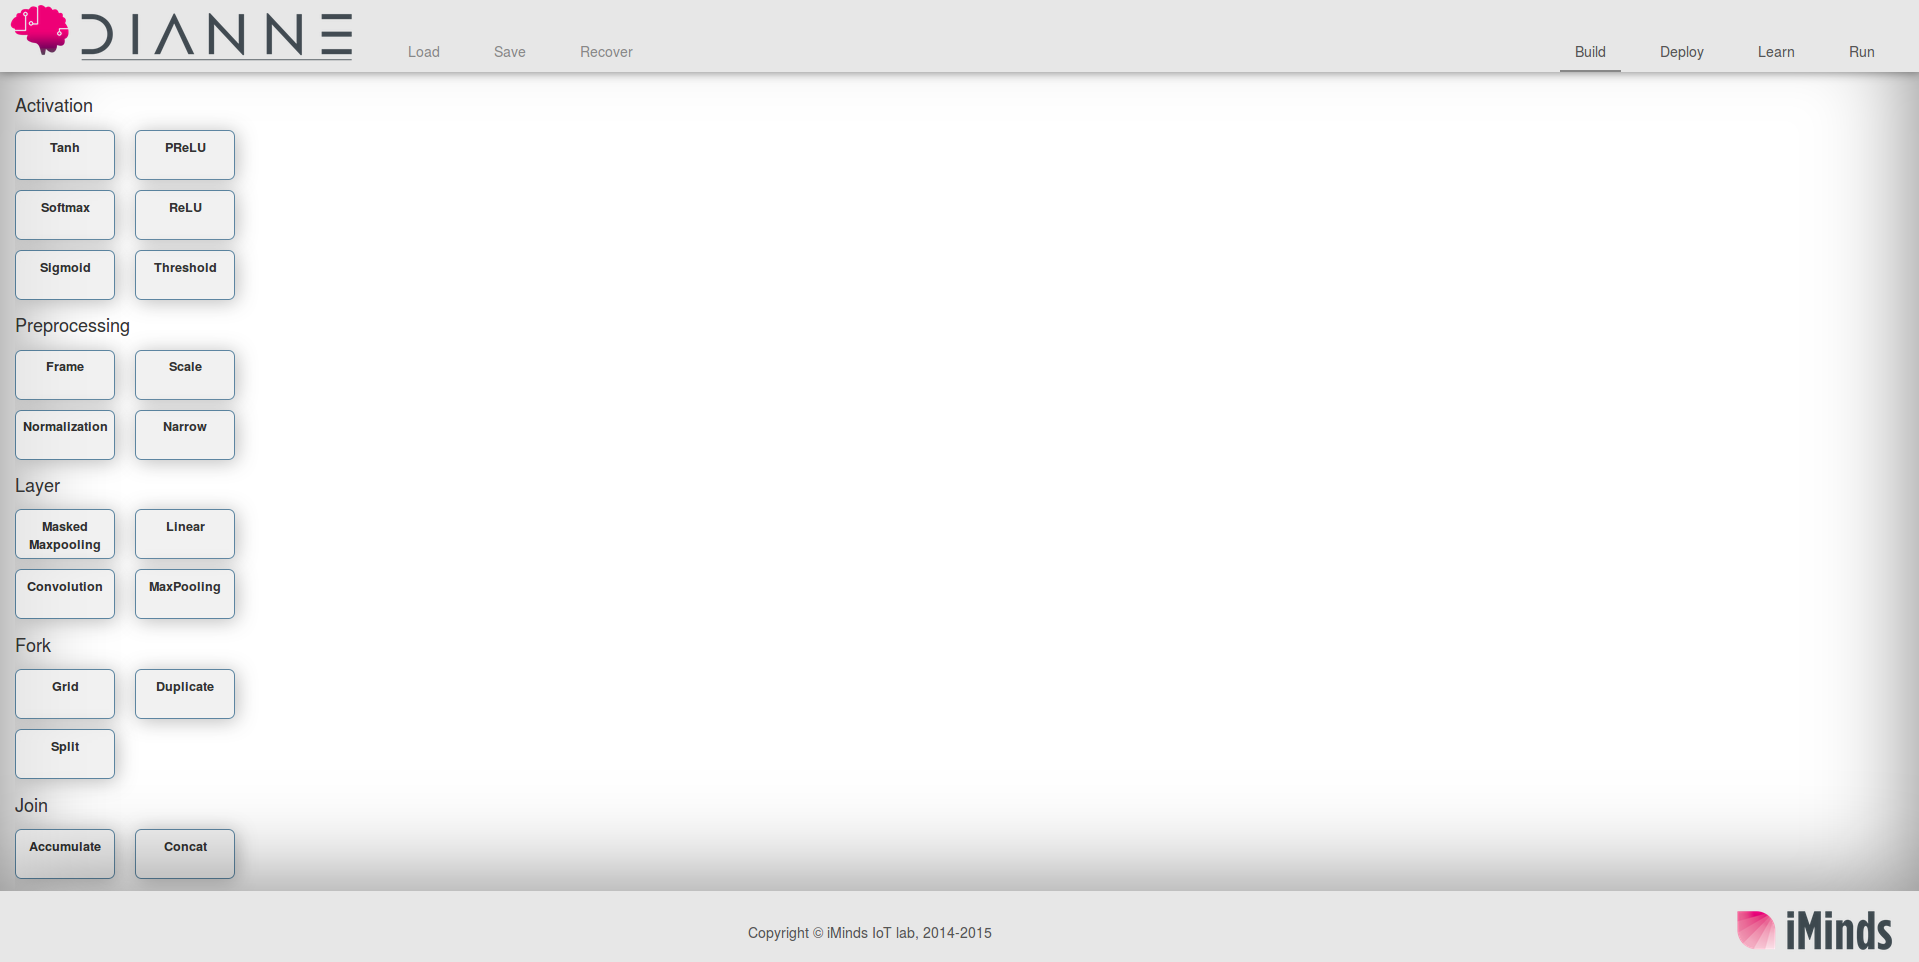 DIANNE
Load Save Recover
Build Deploy Learn Run
Activation
Tanh PReLU
Softmax ReLU
Sigmoid Threshold
Preprocessing
Frame Scale
Normalization Narrow
Layer
Masked
Maxpooling
Linear
Convolution MaxPooling
Fork
Grid Duplicate
Split
Join
Accumulate Concat
Copyright © iMinds IoT lab, 2014-2015
iMinds